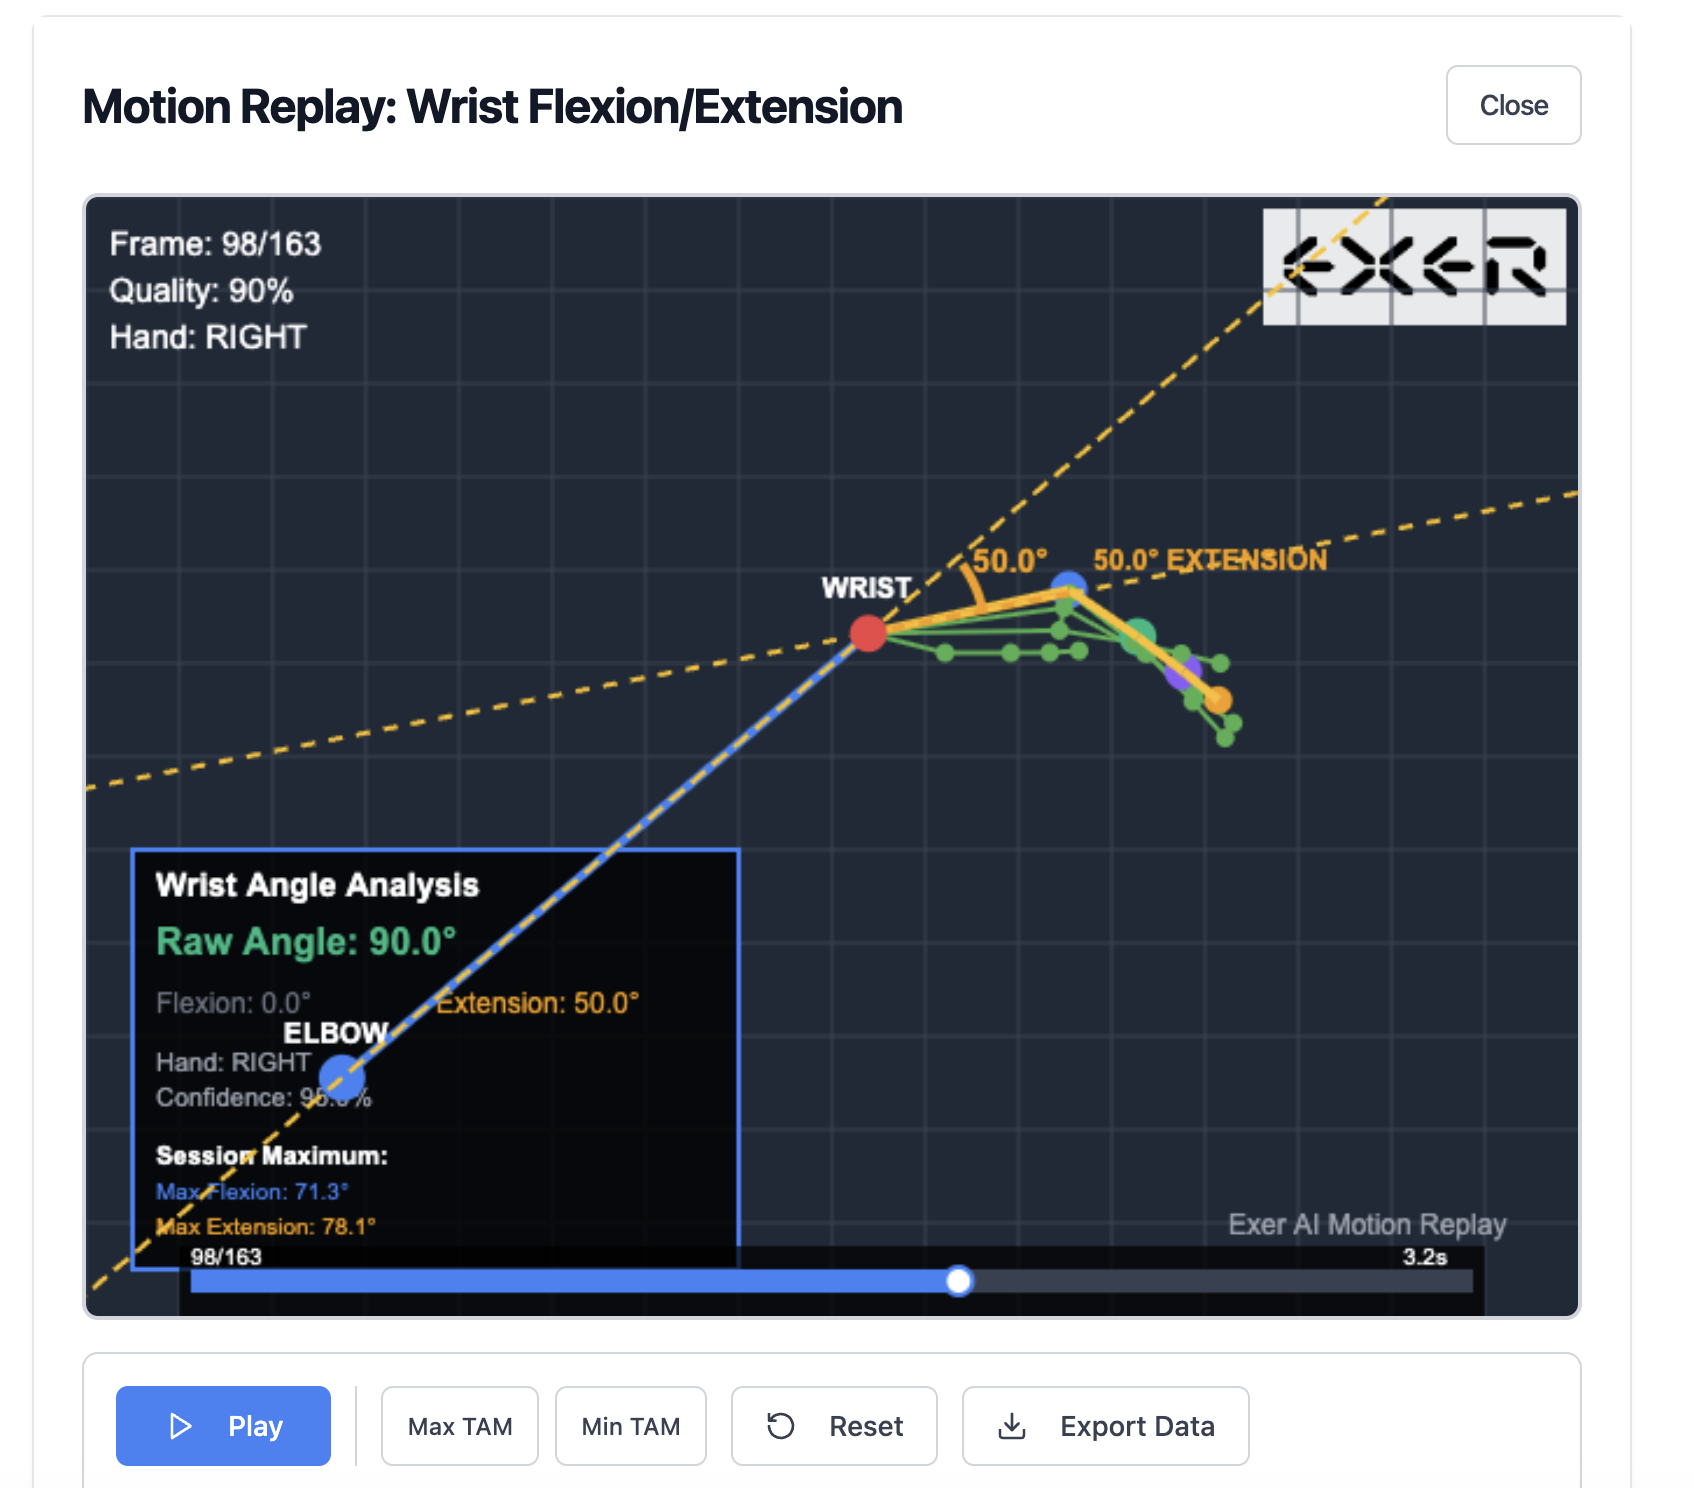 Motion Replay: Wrist Flexion/Extension
Close
Frame: 98/163
Quality: 90%
Hand: RIGHT
EXER
50.0°
50.0° EXTENSION
WRIST
Wrist Angle Analysis
Raw Angle: 90.0°
Flexion: 0.0°
Extension: 50.0°
ELBOW
Hand: RIGHT
Confidence:
Session Maximum:
Max Flexion: 71.3°
Max Extension: 78.1°
Exer AI Motion Replay
98/163
3.2s
Play
Max TAM
Min TAM
Reset
Export Data